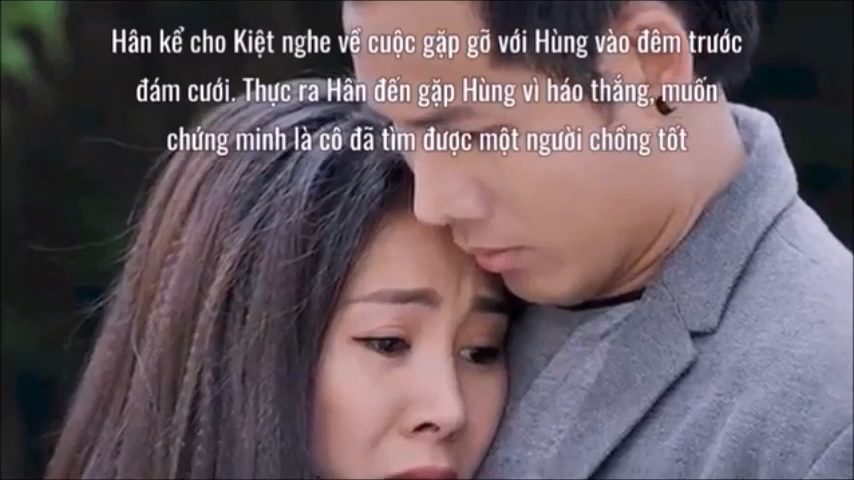 Hân kể cho Kiệt nghe về cuộc gặp gỡ với Hùng vào đêm trước
đám cưới. Thực ra Hân đến gặp Hùng vì háo thắng, muốn
chứng minh là cô đã tìm được một người chồng tốt